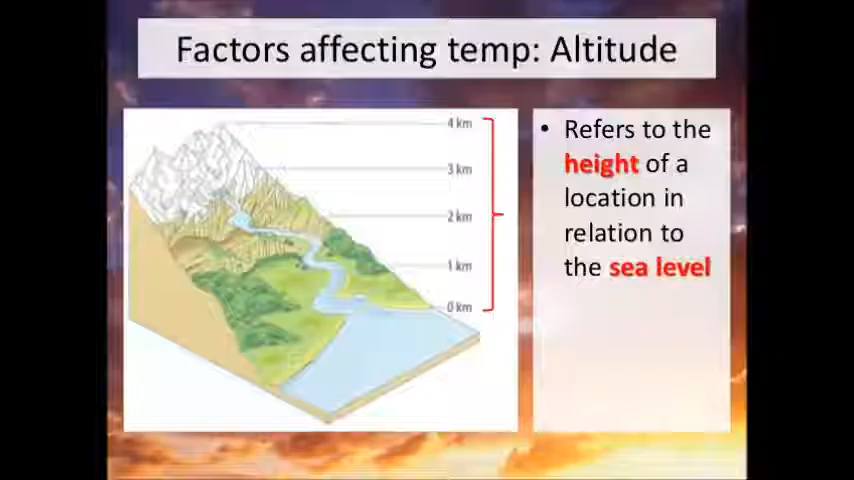 Factors affecting temp: Altitude
4 km
3 km
2 km
1 km
0 km
• Refers to the
height of a
location in
relation to
the sea level